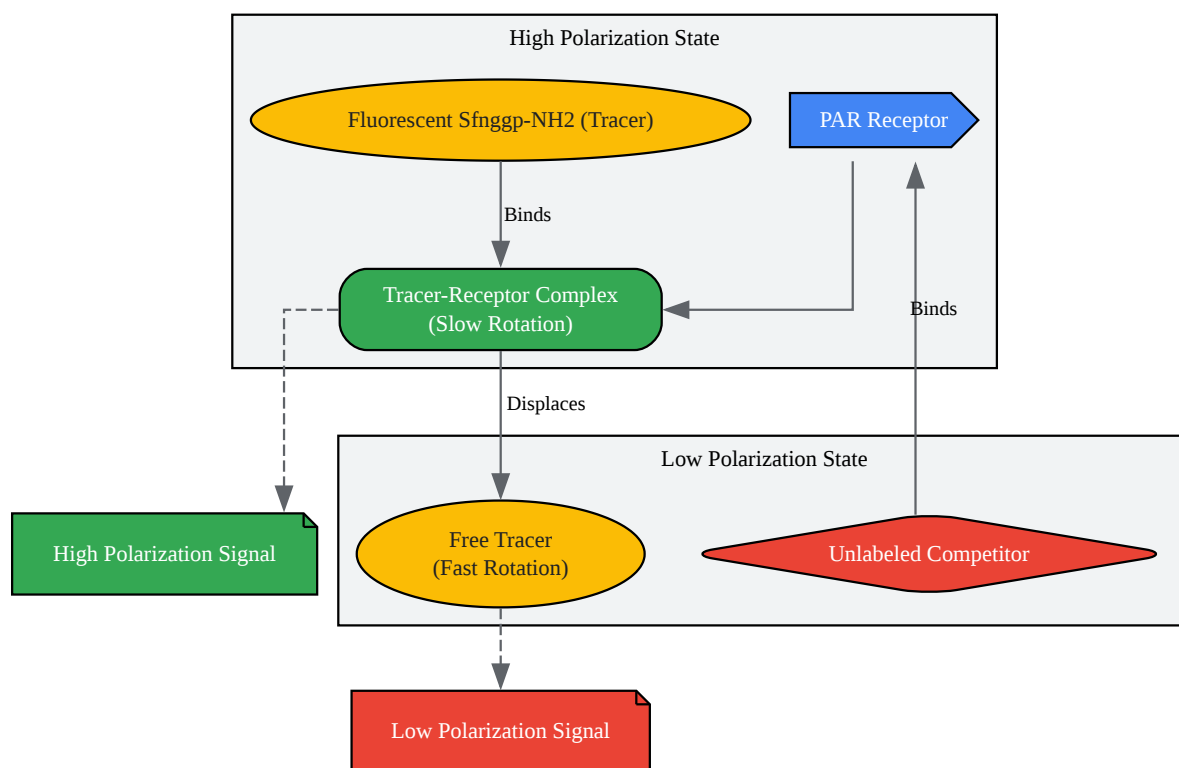 High Polarization State
Fluorescent Sfnggp-NH2 (Tracer)
PAR Receptor
Binds
Tracer-Receptor Complex
(Slow Rotation)
Binds
Displaces
Low Polarization State
Free Tracer
(Fast Rotation)
Unlabeled Competitor
High Polarization Signal
Low Polarization Signal